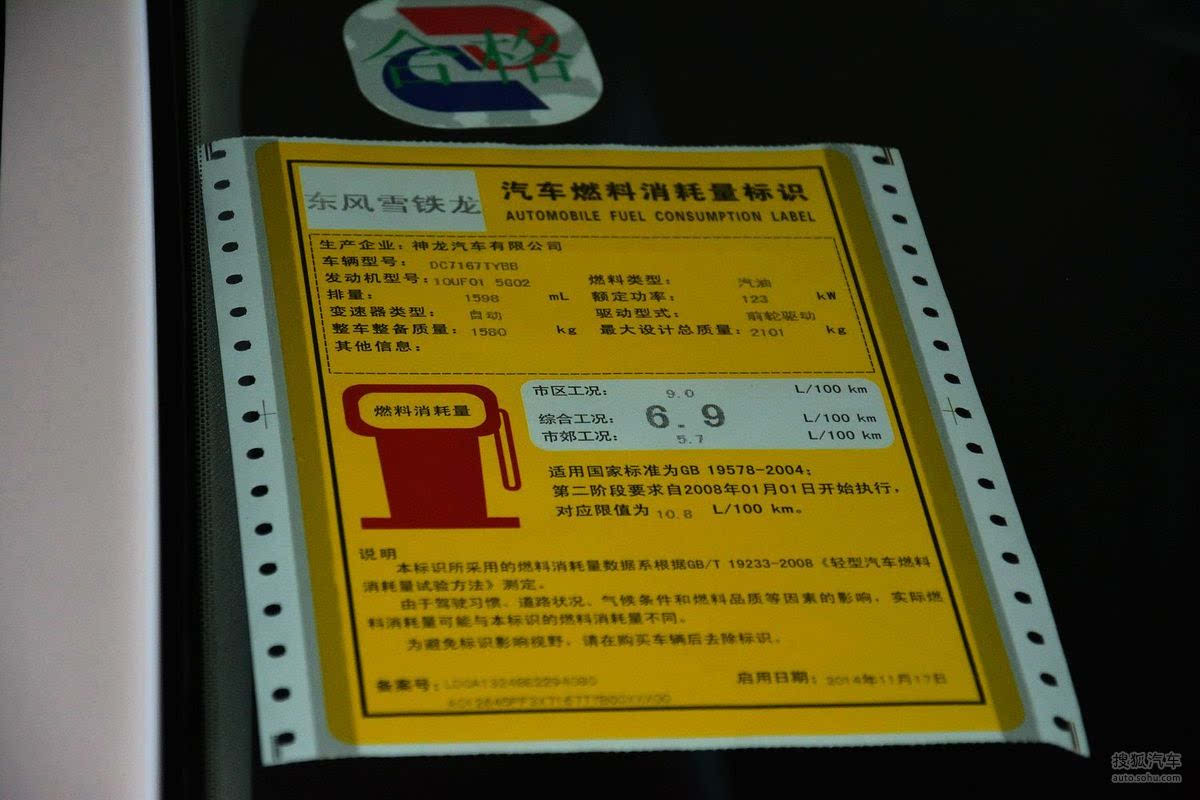 合格
东风雪铁龙
汽车燃料消耗量标识
AUTOMOBILE FUEL CONSUMPTION LABEL
生产企业：神龙汽车有限公司
车辆型号： DC7167TYBB
发动机型号：10UF01 5G02 燃料类型： 汽油
排量： 1598 mL 额定功率： 123 kW
变速器类型： 自动 驱动型式： 前轮驱动
整车整备质量： 1580 kg 最大设计总质量： 2101 kg
其他信息：
燃料消耗量
市区工况： 9.0 L/100 km
综合工况： 6.9 L/100 km
市郊工况： 5.7 L/100 km
适用国家标准为GB 19578-2004；
第二阶段要求自2008年01月01日开始执行，
对应限值为 10.8 L/100 km。
说明
本标识所采用的燃料消耗量数据系根据GB/T 19233-2008《轻型汽车燃料
消耗量试验方法》测定。
由于驾驶习惯、道路状况、气候条件和燃料品质等因素的影响，实际燃
料消耗量可能与本标识的燃料消耗量不同。
为避免标识影响视野，请在购买车辆后去除标识。
备案号：
启用日期：2014年11月17日
搜狐汽车
auto.sohu.com